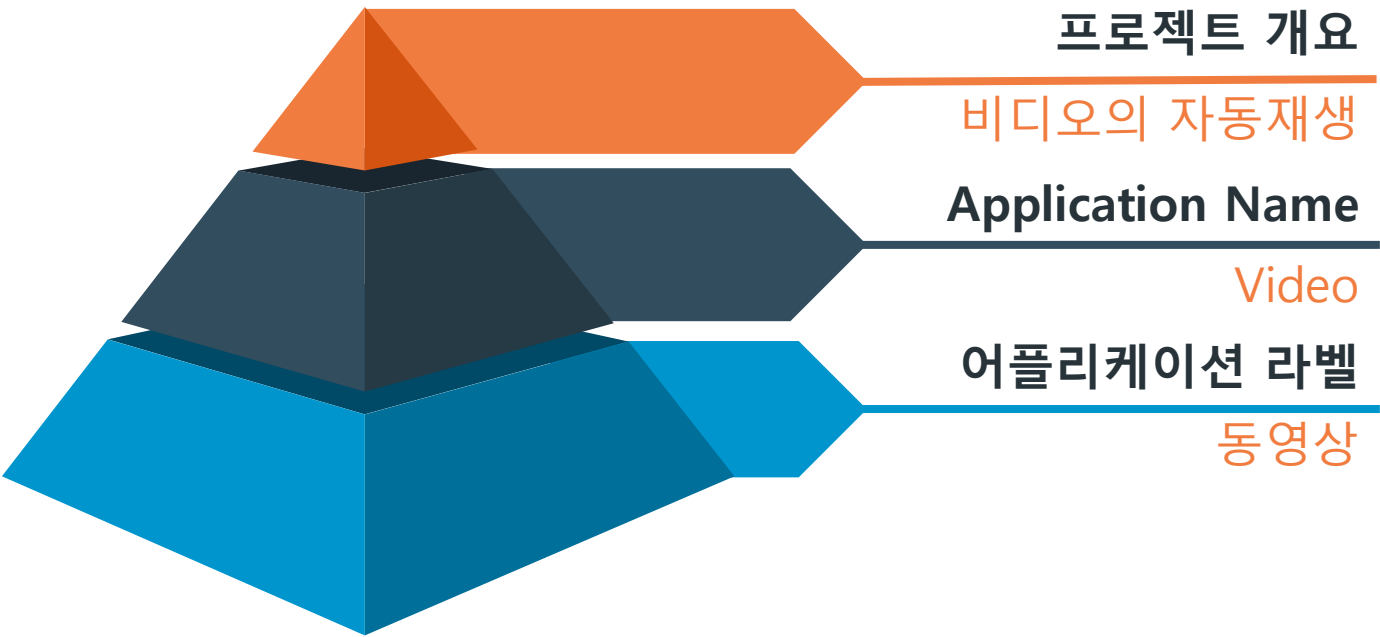 프로젝트 개요
비디오의 자동재생
Application Name
Video
어플리케이션 라벨
동영상